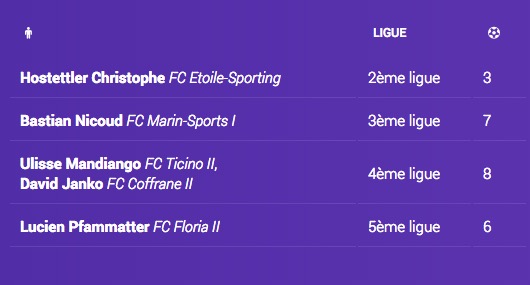 LIGUE
Hostettler Christophe FC Etoile-Sporting 2ème ligue 3
Bastian Nicoud FC Marin-Sports I 3ème ligue 7
Ulisse Mandiango FC Ticino II,
David Janko FC Coffrane II 4ème ligue 8
Lucien Pfammatter FC Floria II 5ème ligue 6